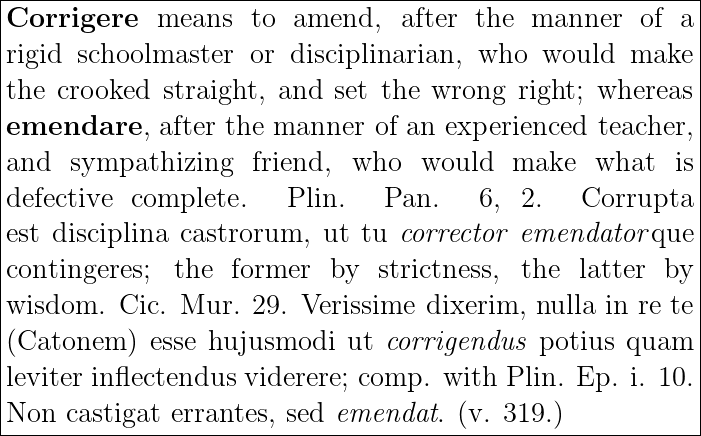 Corrigere means to amend, after the manner of a
rigid schoolmaster or disciplinarian, who would make
the crooked straight, and set the wrong right; whereas
emendare, after the manner of an experienced teacher,
and sympathizing friend, who would make what is
defective complete. Plin. Pan. 6, 2. Corrupta
est disciplina castrorum, ut tu corrector emendatorque
contingeres; the former by strictness, the latter by
wisdom. Cic. Mur. 29. Verissime dixerim, nulla in re te
(Catonem) esse hujusmodi ut corrigendus potius quam
leviter inflectendus viderere; comp. with Plin. Ep. i. 10.
Non castigat errantes, sed emendat. (v. 319.)